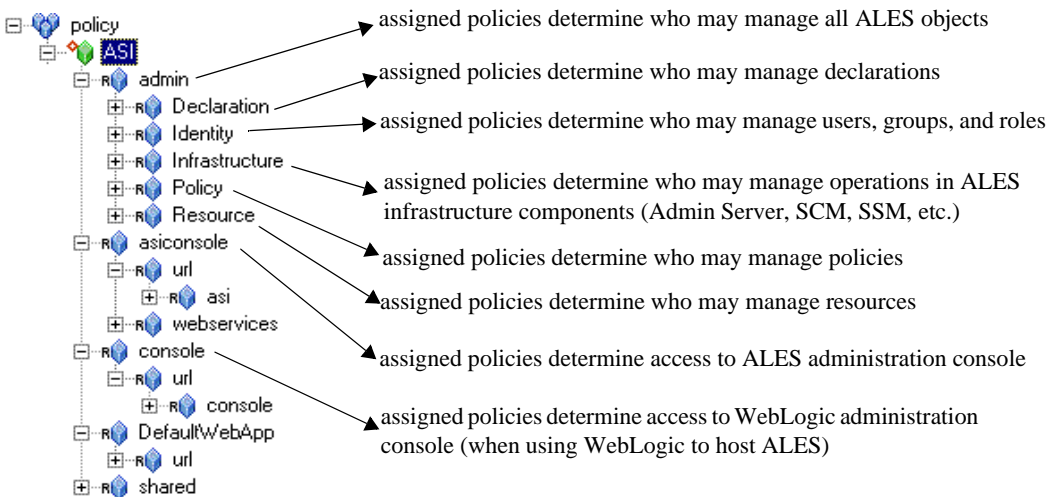 policy
assigned policies determine who may manage all ALES objects
ASI
R admin
assigned policies determine who may manage declarations
R Declaration
assigned policies determine who may manage users, groups, and roles
R Identity
R Infrastructure
assigned policies determine who may manage operations in ALES
infrastructure components (Admin Server, SCM, SSM, etc.)
R Policy
R Resource
R asiconsole
assigned policies determine who may manage policies
R url
R asi
assigned policies determine who may manage resources
R webservices
R console
assigned policies determine access to ALES administration console
R url
R console
assigned policies determine access to WebLogic administration
console (when using WebLogic to host ALES)
R DefaultWebApp
R url
R shared